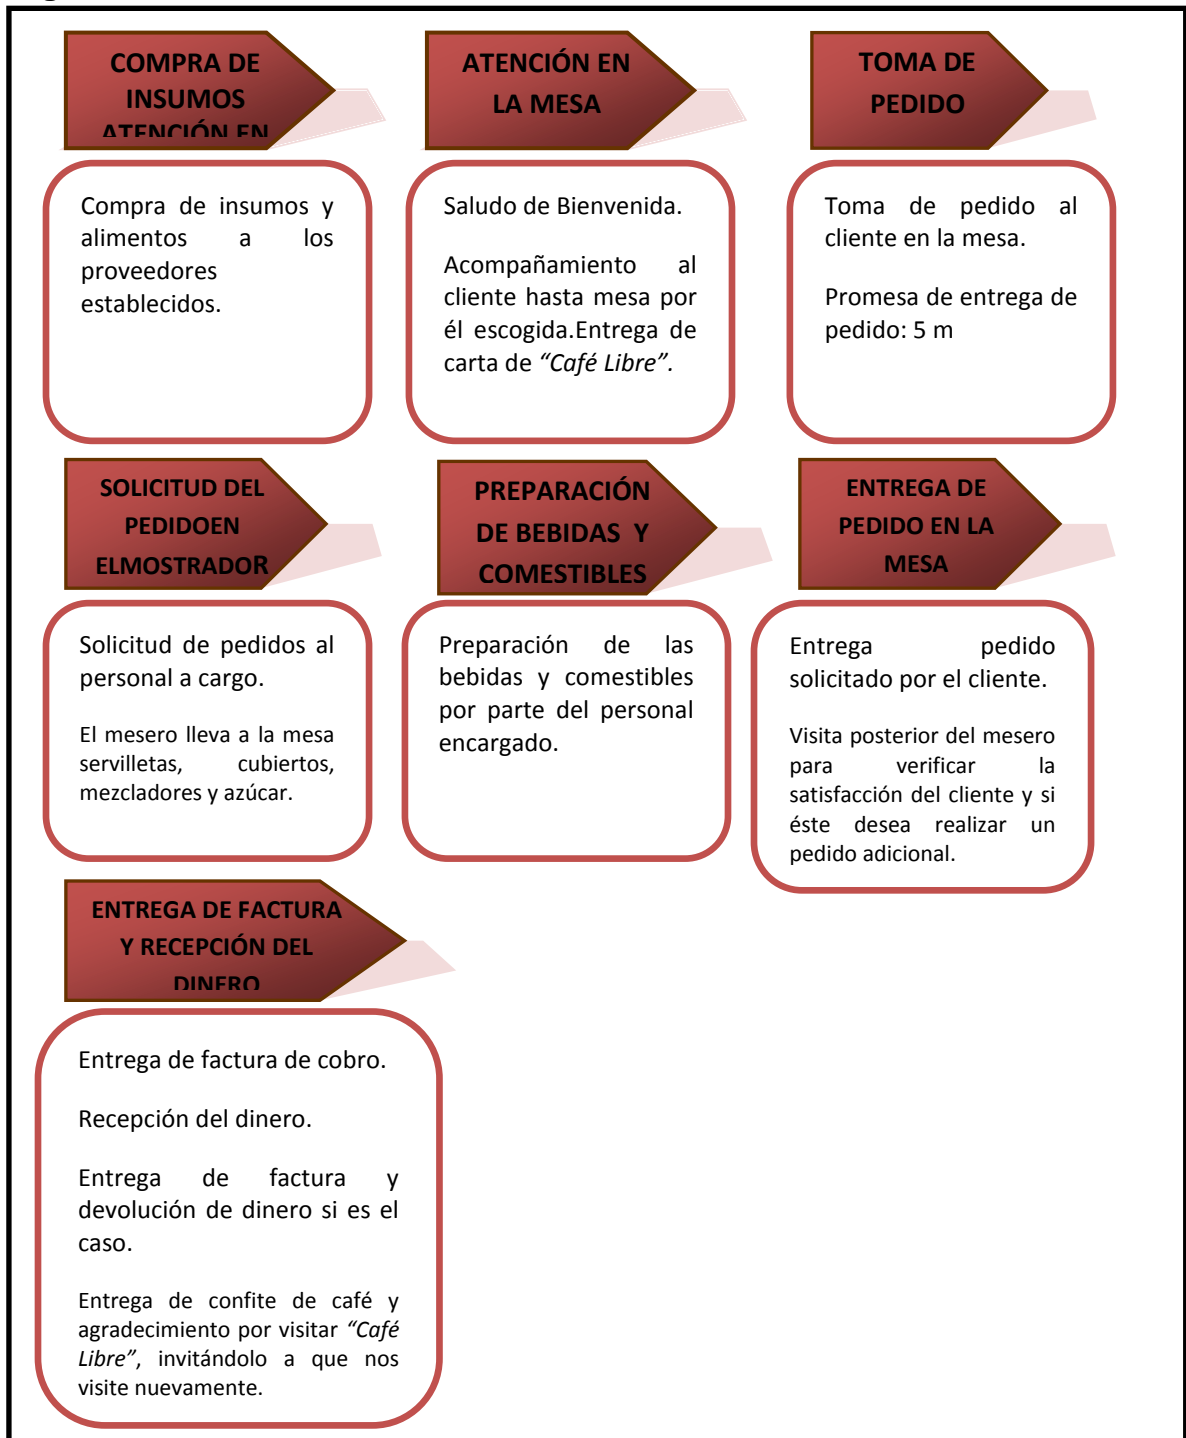 COMPRA DE
INSUMOS
ATENCIÓN EN
Compra de insumos y
alimentos a los
proveedores
establecidos.
ATENCIÓN EN
LA MESA
Saludo de Bienvenida.
Acompañamiento al
cliente hasta mesa por
él escogida.Entrega de
carta de “Café Libre”.
TOMA DE
PEDIDO
Toma de pedido al
cliente en la mesa.
Promesa de entrega de
pedido: 5 m
SOLICITUD DEL
PEDIDOEN
ELMOSTRADOR
Solicitud de pedidos al
personal a cargo.
El mesero lleva a la mesa
servilletas, cubiertos,
mezcladores y azúcar.
PREPARACIÓN
DE BEBIDAS Y
COMESTIBLES
Preparación de las
bebidas y comestibles
por parte del personal
encargado.
ENTREGA DE
PEDIDO EN LA
MESA
Entrega pedido
solicitado por el cliente.
Visita posterior del mesero
para verificar la
satisfacción del cliente y si
éste desea realizar un
pedido adicional.
ENTREGA DE FACTURA
Y RECEPCIÓN DEL
DINERO
Entrega de factura de cobro.
Recepción del dinero.
Entrega de factura y
devolución de dinero si es el
caso.
Entrega de confite de café y
agradecimiento por visitar “Café
Libre”, invitándolo a que nos
visite nuevamente.